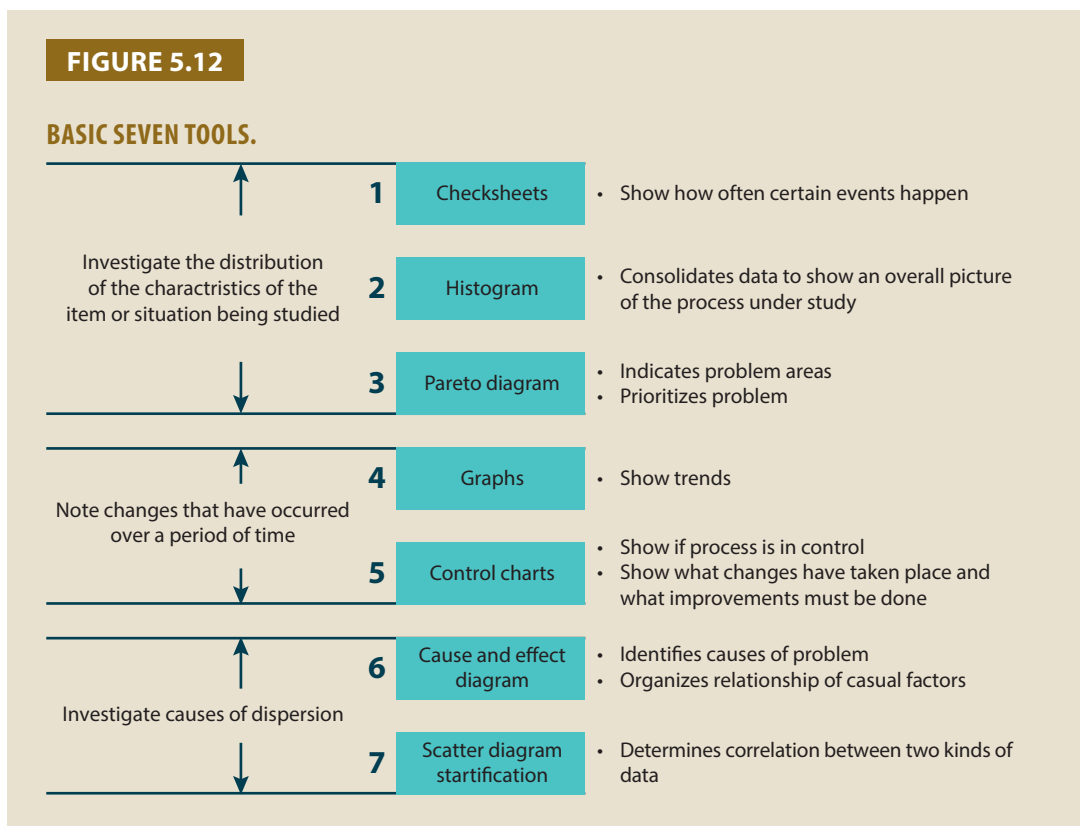 FIGURE 5.12
BASIC SEVEN TOOLS.
Investigate the distribution
of the charactristics of the
item or situation being studied
1
Checksheets
• Show how often certain events happen
2
Histogram
• Consolidates data to show an overall picture
of the process under study
3
Pareto diagram
• Indicates problem areas
• Prioritizes problem
Note changes that have occurred
over a period of time
4
Graphs
• Show trends
5
Control charts
• Show if process is in control
• Show what changes have taken place and
what improvements must be done
Investigate causes of dispersion
6
Cause and effect
diagram
• Identifies causes of problem
• Organizes relationship of casual factors
7
Scatter diagram
startification
• Determines correlation between two kinds of
data